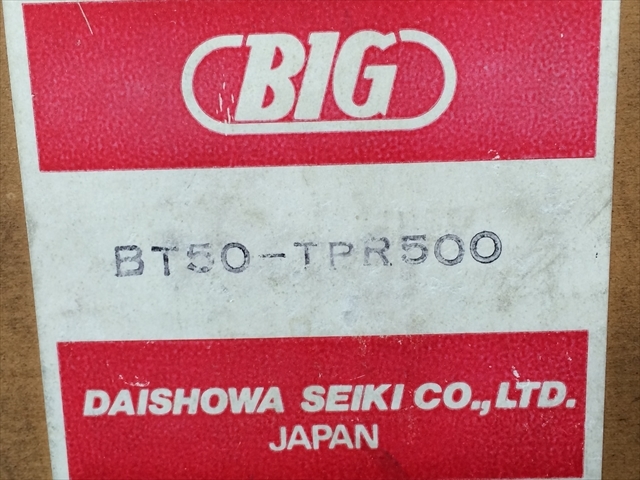 BIG
BT50-TPR500
DAISHOWA SEIKI CO.,LTD.
JAPAN